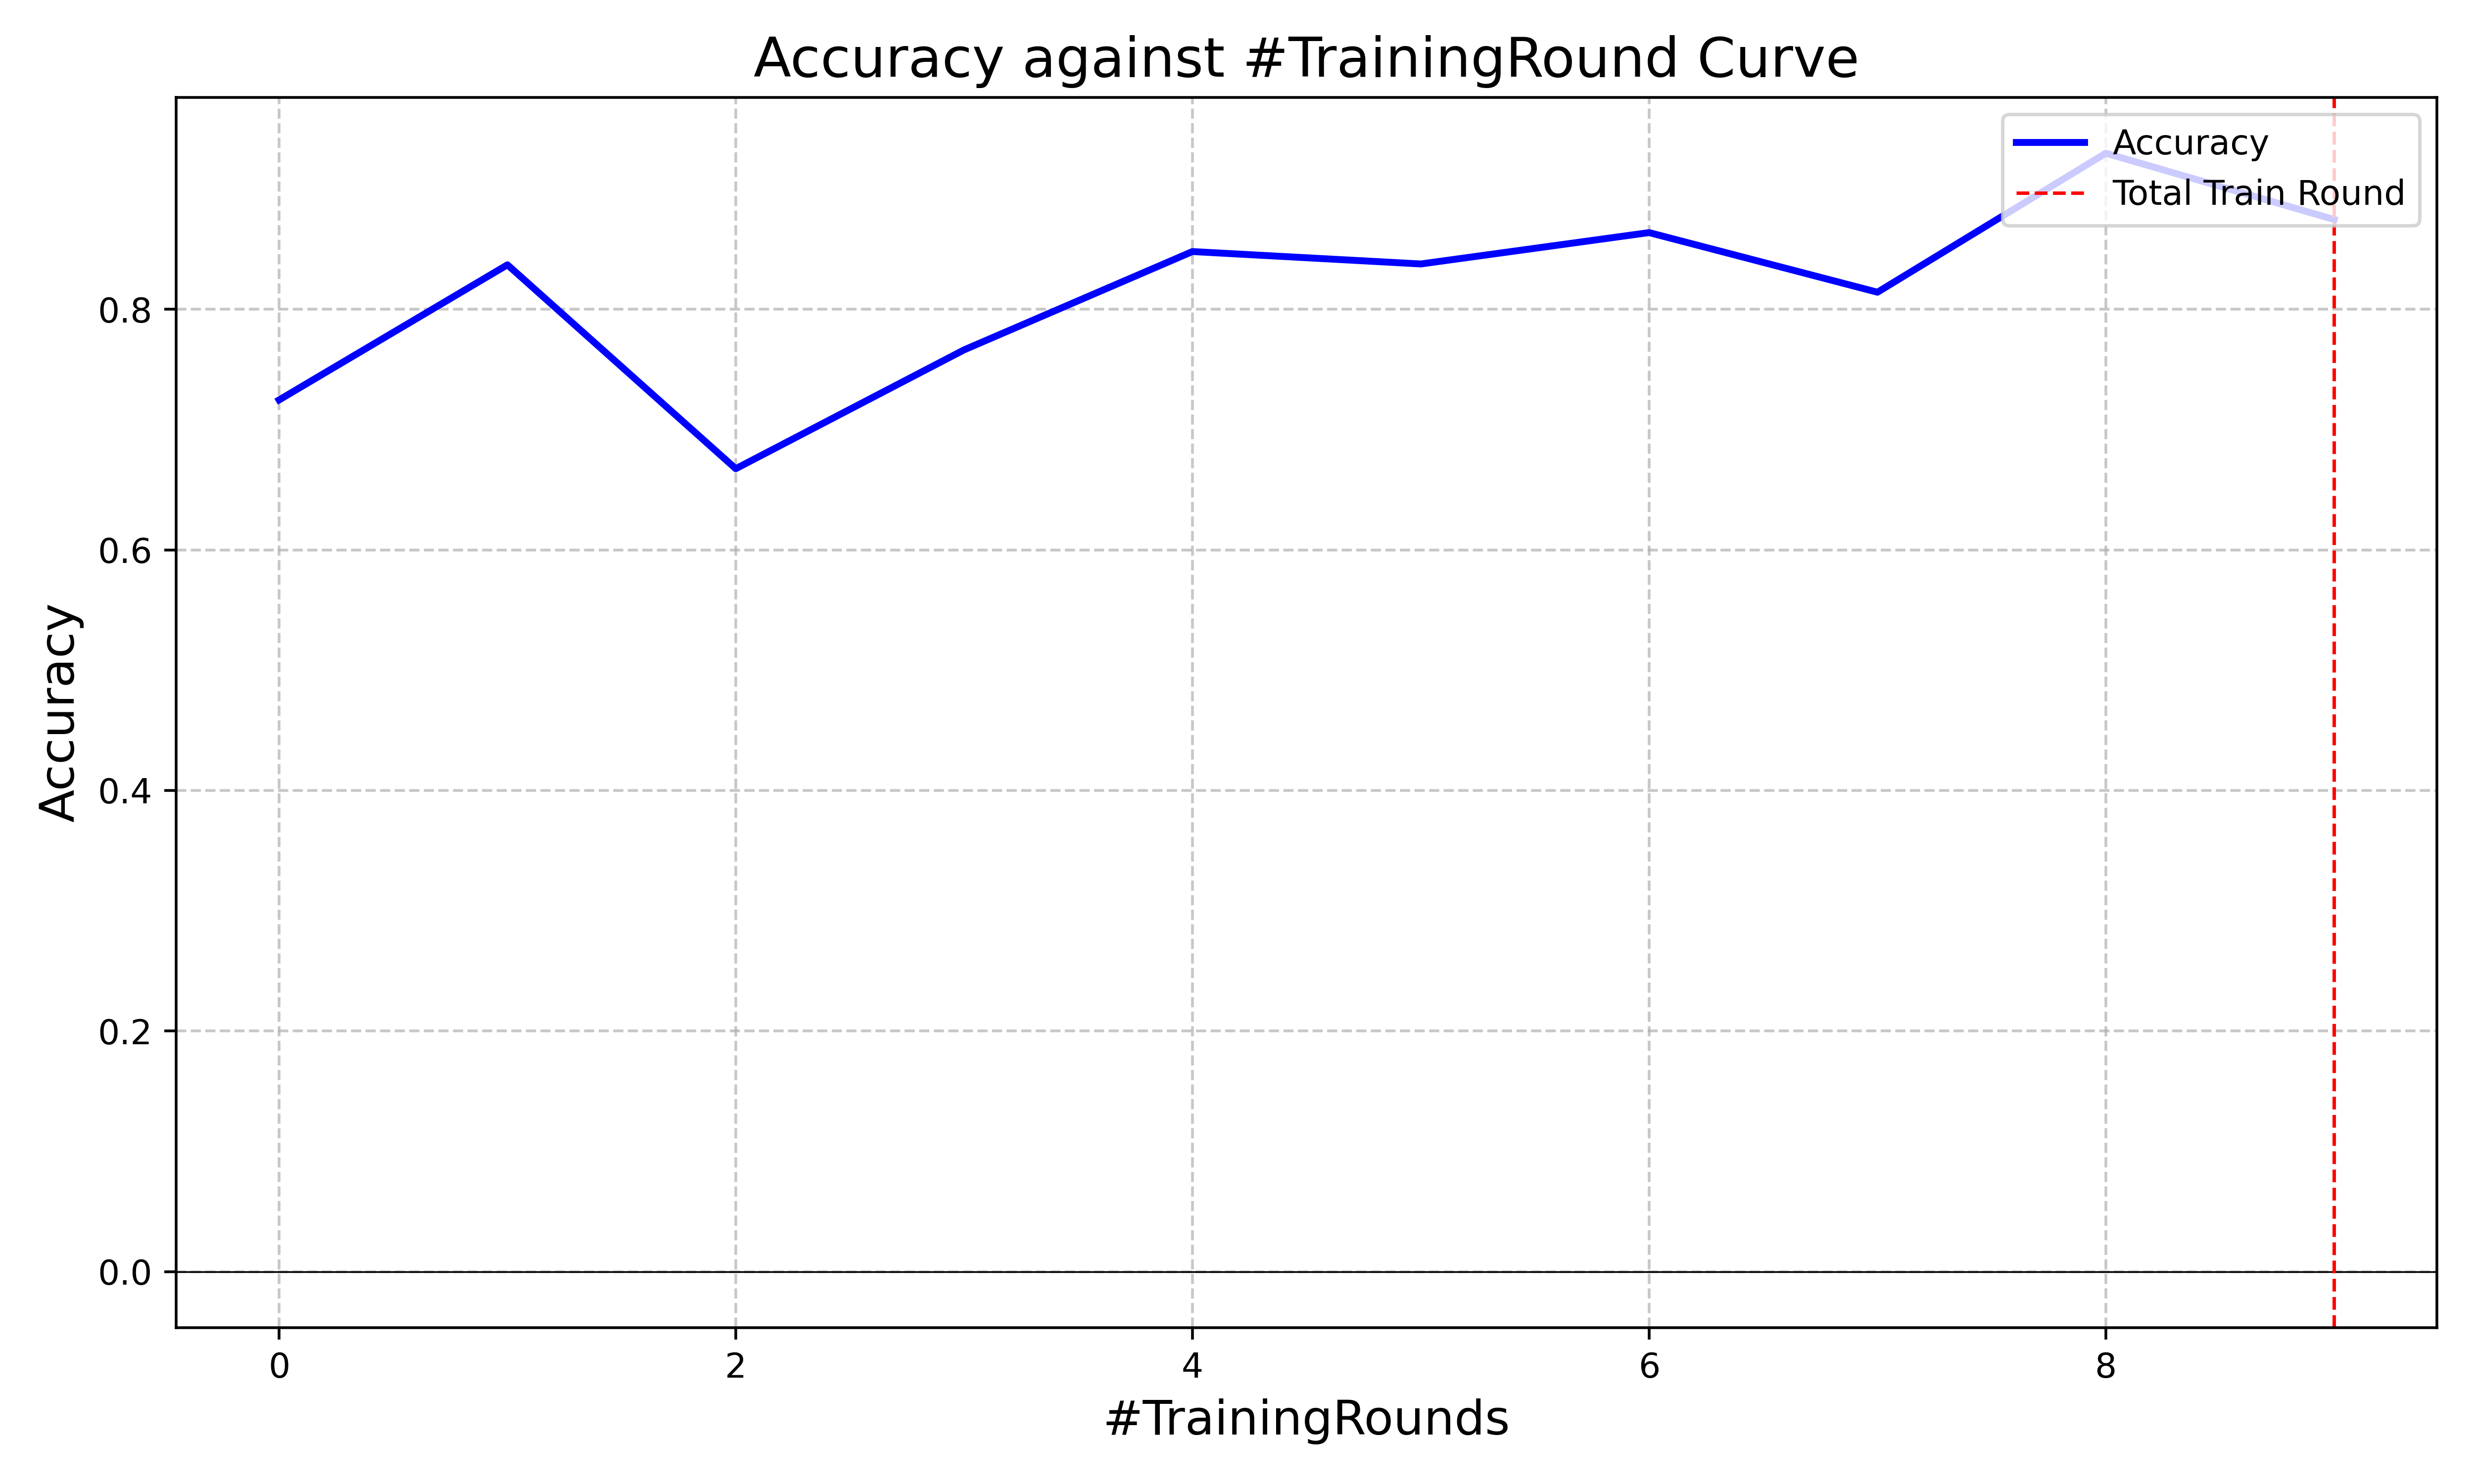 Accuracy against #TrainingRound Curve
Accuracy
Total Train Round
0.8
0.6
0.4
0.2
0.0
Accuracy
0 2 4 6 8
#TrainingRounds